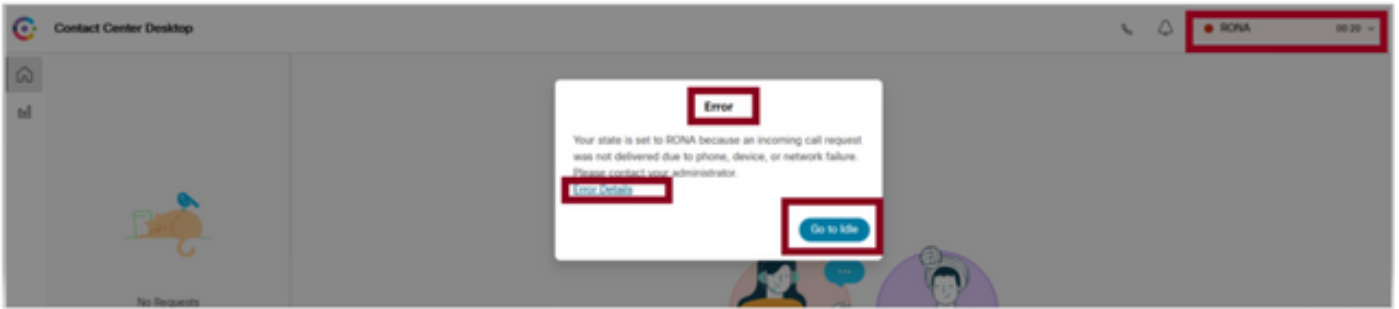 Contact Center Desktop
RONA 00:20
Error
Your state is set to RONA because an incoming call request
was not delivered due to phone, device, or network failure.
Please contact your administrator.
Error Details
Go to Idle
No Requests